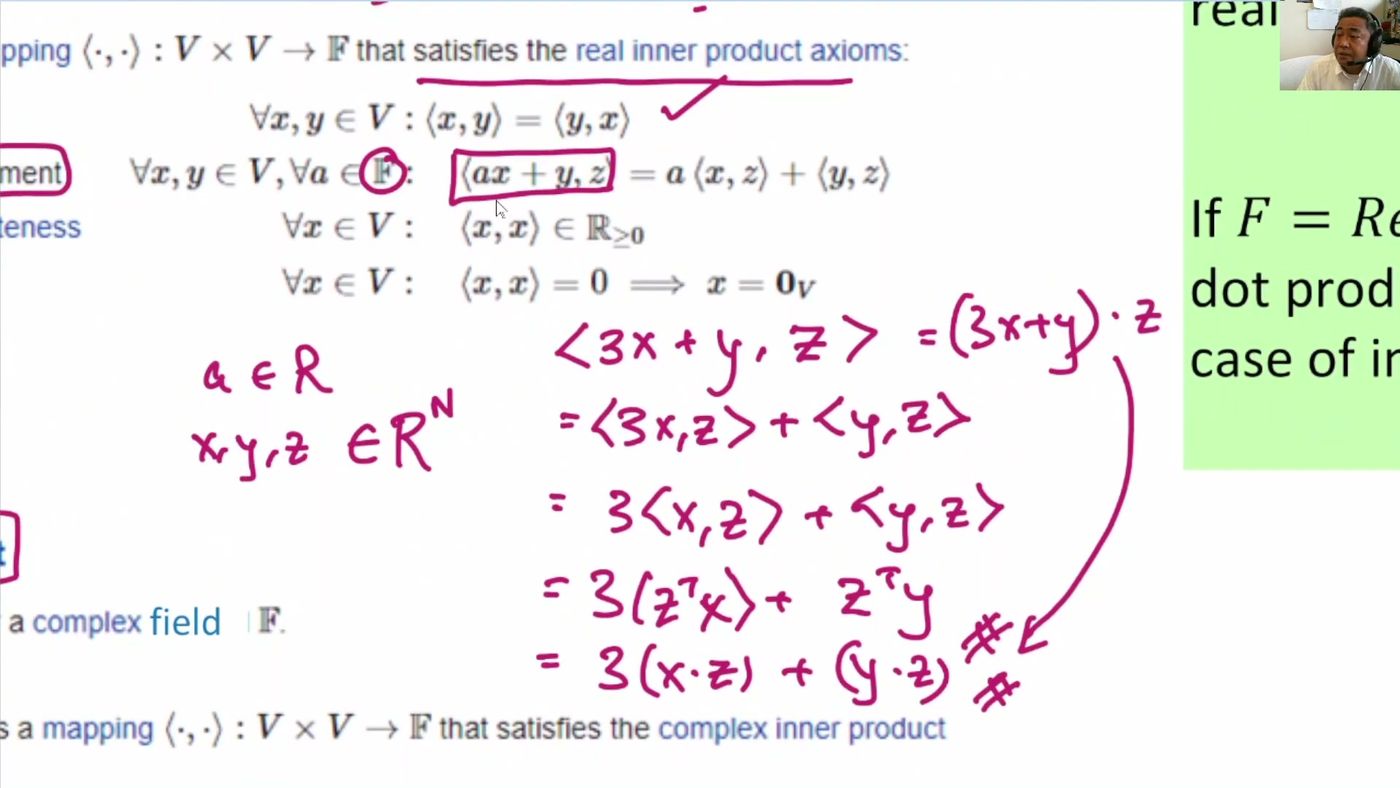 pping ⟨·,·⟩ : V × V → 𝔽 that satisfies the real inner product axioms:
∀x, y ∈ V : ⟨x, y⟩ = ⟨y, x⟩ ✓
ment ∀x, y ∈ V, ∀a ∈ 𝔽 : ⟨ax + y, z⟩ = a ⟨x, z⟩ + ⟨y, z⟩
teness ∀x ∈ V : ⟨x, x⟩ ∈ ℝ≥0
∀x ∈ V : ⟨x, x⟩ = 0 ⟹ x = 0_V
a ∈ R
x, y, z ∈ R^N
<3x + y, z> = (3x+y) · z
= <3x, z> + <y, z>
= 3<x, z> + <y, z>
= 3(z^T x) + z^T y #
= 3(x·z) + (y·z) #
a complex field 𝔽.
s a mapping ⟨·,·⟩ : V × V → 𝔽 that satisfies the complex inner product
real
If F = Re
dot prod
case of in